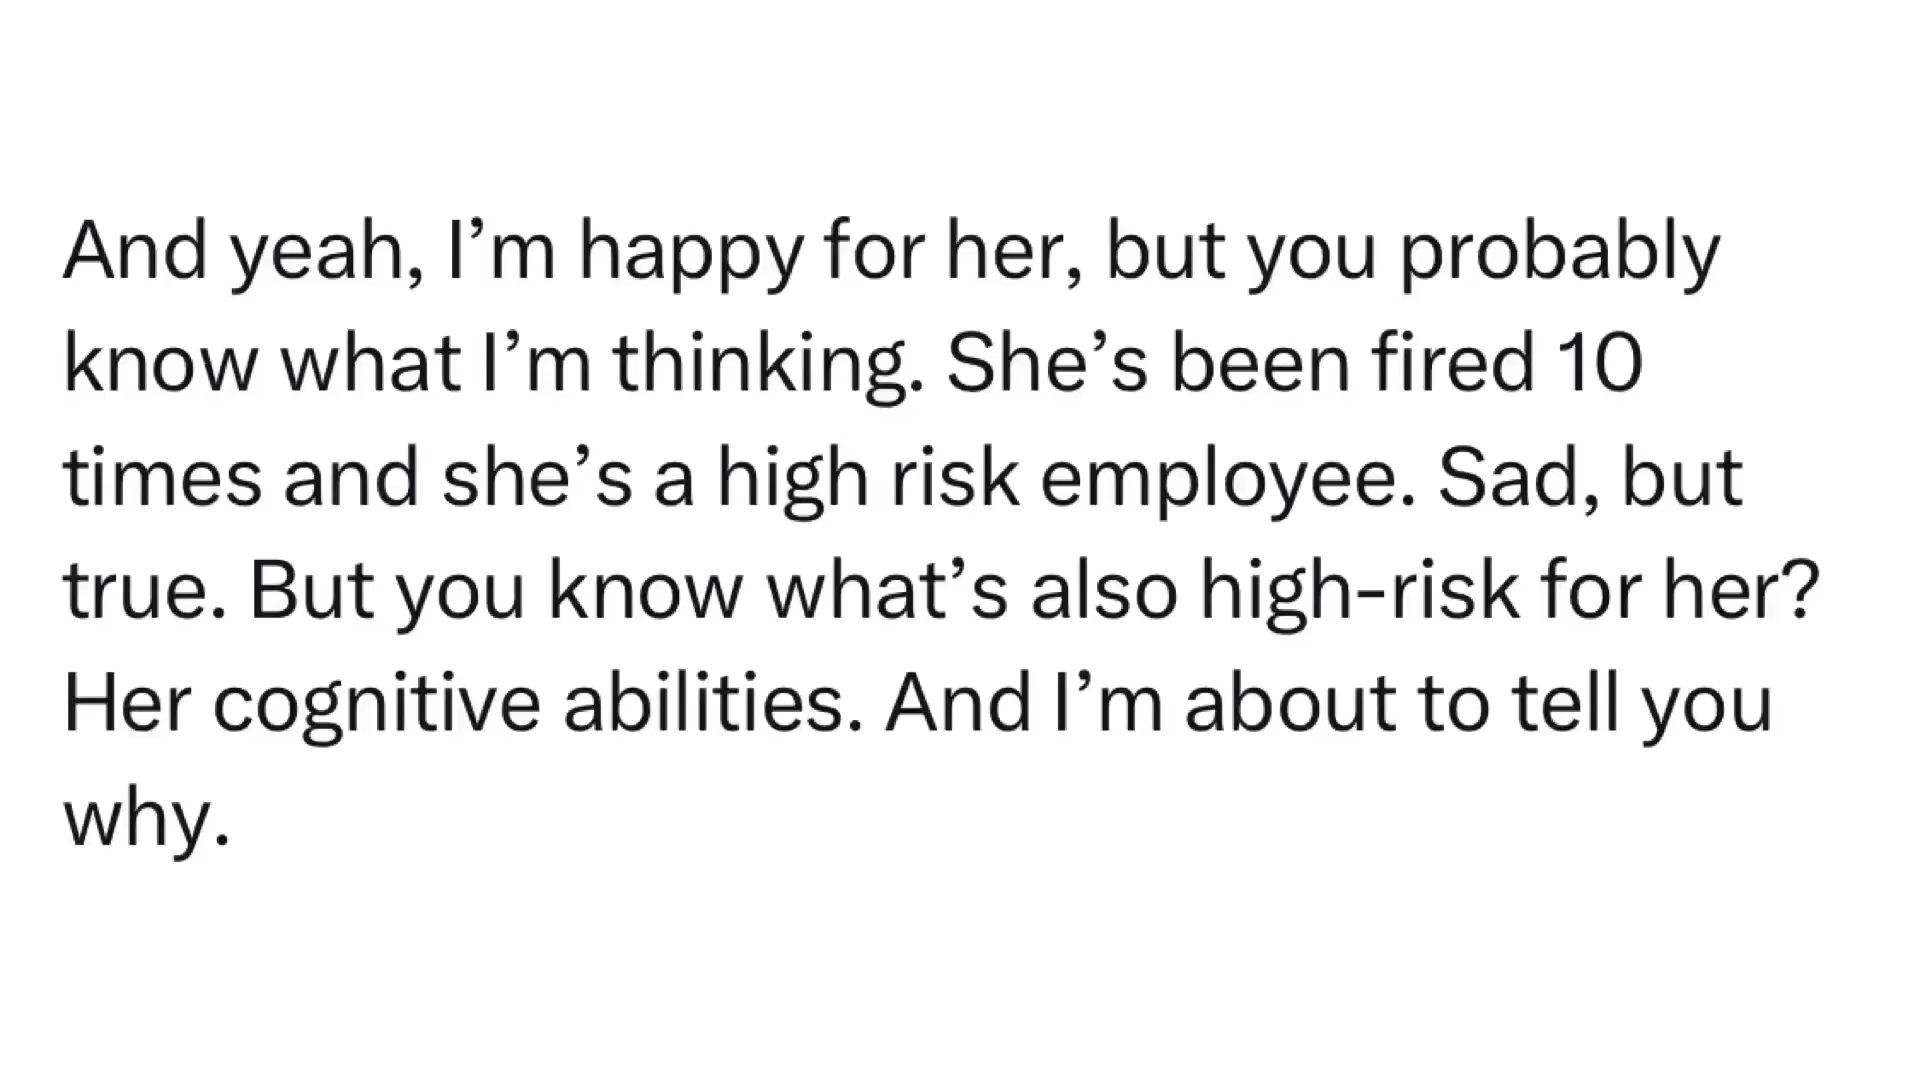 And yeah, I’m happy for her, but you probably
know what I’m thinking. She’s been fired 10
times and she’s a high risk employee. Sad, but
true. But you know what’s also high-risk for her?
Her cognitive abilities. And I’m about to tell you
why.